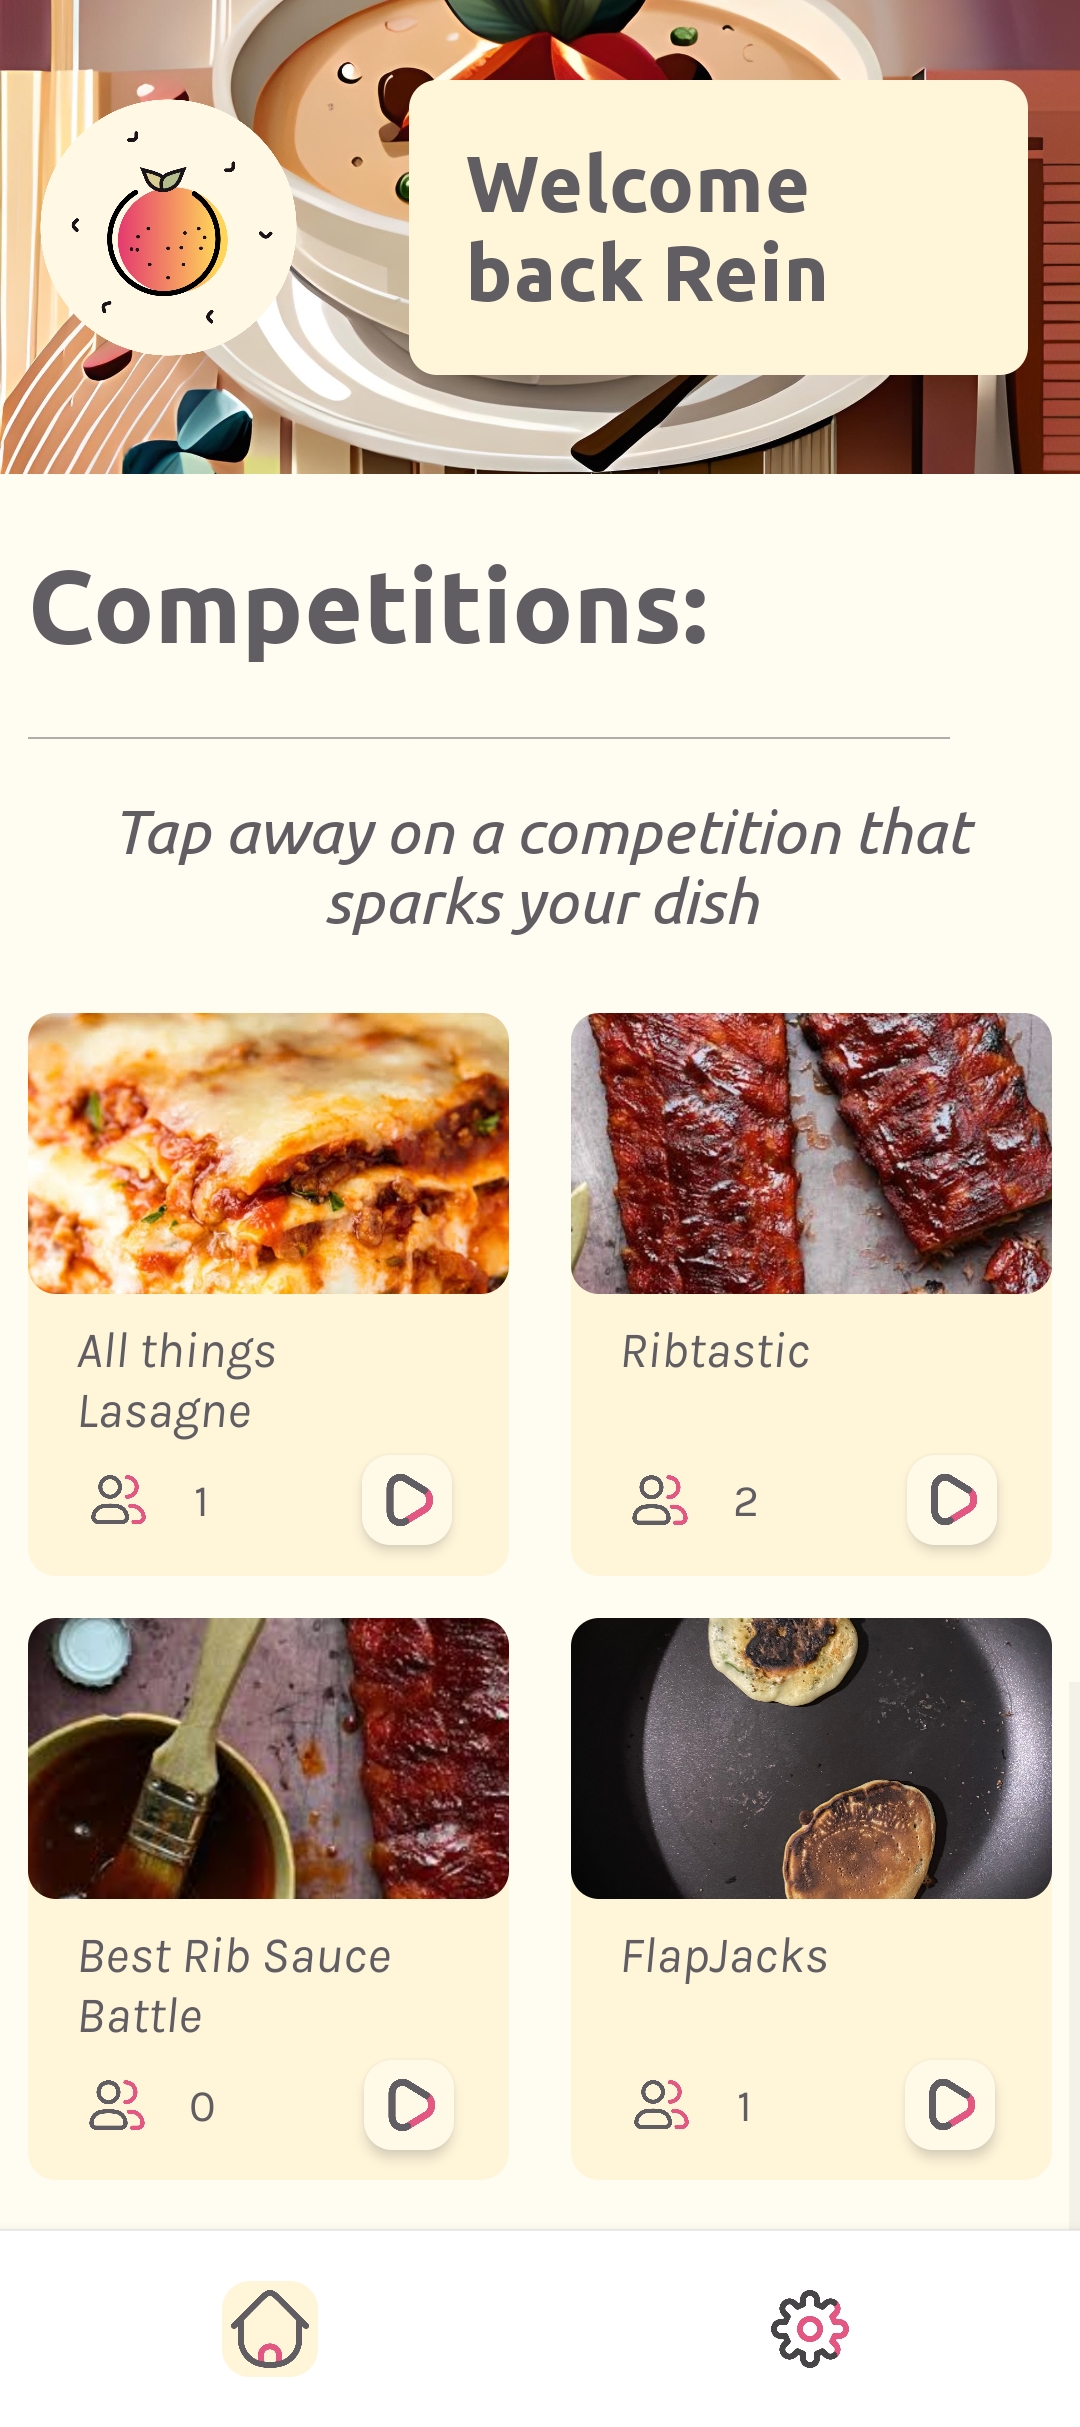 Welcome
back Rein
Competitions:
Tap away on a competition that
sparks your dish
All things
Lasagne
1
Ribtastic
2
Best Rib Sauce
Battle
0
FlapJacks
1